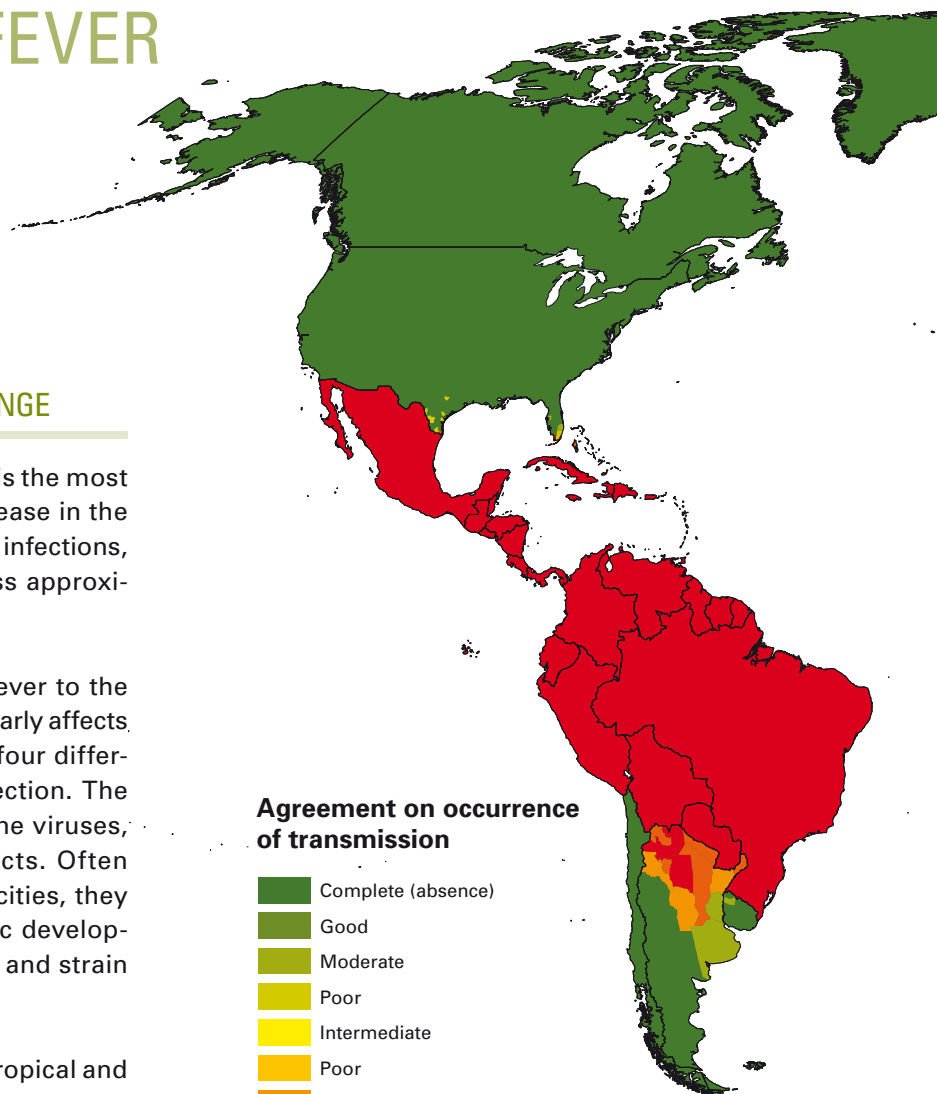 FEVER
NGE
is the most
ease in the
infections,
ss approxi-
ever to the
arly affects
four differ-
ection. The
ne viruses,
cts. Often
cities, they
c develop-
and strain
ropical and
Agreement on occurrence
of transmission
Complete (absence)
Good
Moderate
Poor
Intermediate
Poor